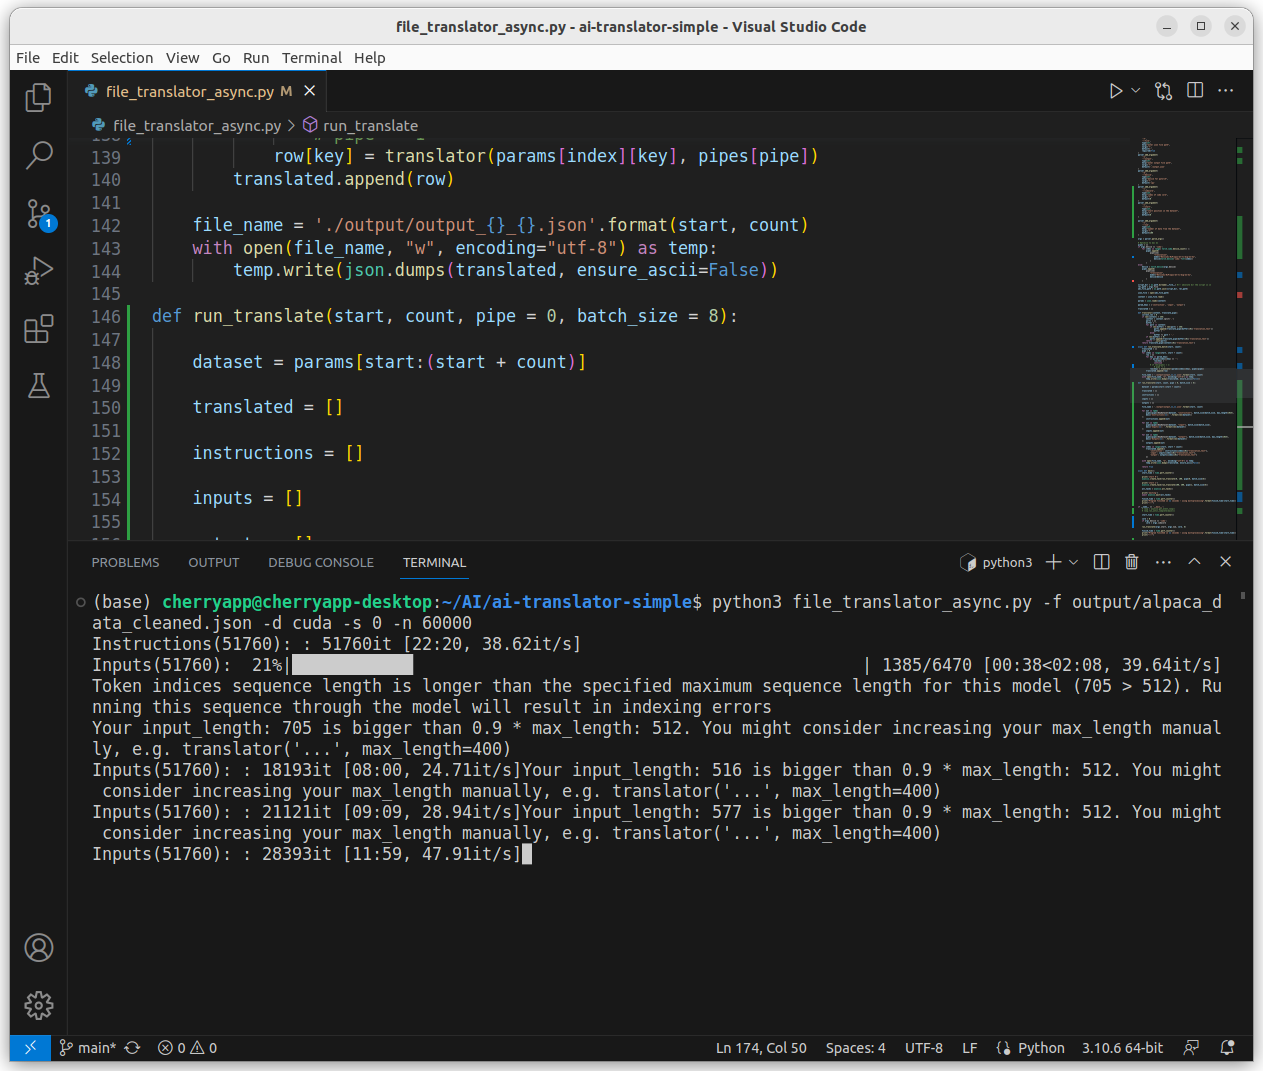 file_translator_async.py - ai-translator-simple - Visual Studio Code
File Edit Selection View Go Run Terminal Help
file_translator_async.py M
file_translator_async.py > run_translate
139 row[key] = translator(params[index][key], pipes[pipe])
140 translated.append(row)
141
142 file_name = './output/output_{}_{}.json'.format(start, count)
143 with open(file_name, "w", encoding="utf-8") as temp:
144 temp.write(json.dumps(translated, ensure_ascii=False))
145
146 def run_translate(start, count, pipe = 0, batch_size = 8):
147
148 dataset = params[start:(start + count)]
149
150 translated = []
151
152 instructions = []
153
154 inputs = []
155
1
PROBLEMS OUTPUT DEBUG CONSOLE TERMINAL python3
(base) cherryapp@cherryapp-desktop:~/AI/ai-translator-simple$ python3 file_translator_async.py -f output/alpaca_d
ata_cleaned.json -d cuda -s 0 -n 60000
Instructions(51760): : 51760it [22:20, 38.62it/s]
Inputs(51760): 21%| | 1385/6470 [00:38<02:08, 39.64it/s]
Token indices sequence length is longer than the specified maximum sequence length for this model (705 > 512). Ru
nning this sequence through the model will result in indexing errors
Your input_length: 705 is bigger than 0.9 * max_length: 512. You might consider increasing your max_length manual
ly, e.g. translator('...', max_length=400)
Inputs(51760): : 18193it [08:00, 24.71it/s]Your input_length: 516 is bigger than 0.9 * max_length: 512. You might
consider increasing your max_length manually, e.g. translator('...', max_length=400)
Inputs(51760): : 21121it [09:09, 28.94it/s]Your input_length: 577 is bigger than 0.9 * max_length: 512. You might
consider increasing your max_length manually, e.g. translator('...', max_length=400)
Inputs(51760): : 28393it [11:59, 47.91it/s]
main* 0 0 Ln 174, Col 50 Spaces: 4 UTF-8 LF Python 3.10.6 64-bit